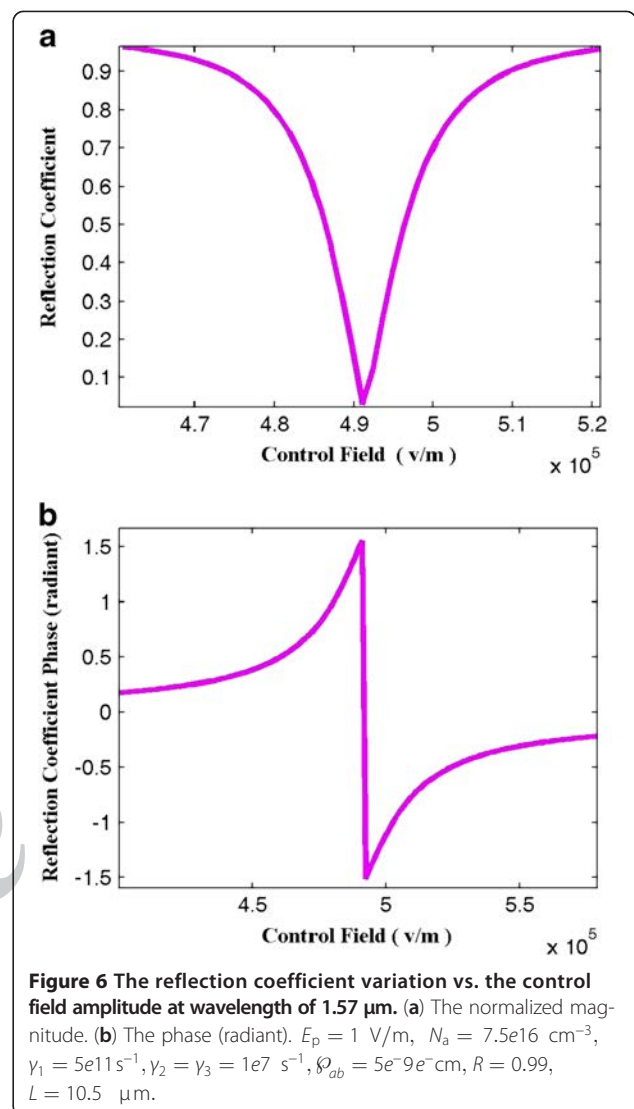 a
0.9
0.8
0.7
0.6
0.5
0.4
0.3
0.2
0.1
Reflection Coefficient
4.7 4.8 4.9 5 5.1 5.2
Control Field ( v/m )
x 10⁵
b
1.5
1
0.5
0
-0.5
-1
-1.5
Reflection Coefficient Phase (radiant)
4.5 5 5.5
Control Field ( v/m )
x 10⁵
Figure 6 The reflection coefficient variation vs. the control
field amplitude at wavelength of 1.57 μm. (a) The normalized mag-
nitude. (b) The phase (radiant). Eₚ = 1 V/m, Nₐ = 7.5e16 cm⁻³,
γ₁ = 5e11 s⁻¹, γ₂ = γ₃ = 1e7 s⁻¹, ℘_ab = 5e⁻9e⁻cm, R = 0.99,
L = 10.5 μm.